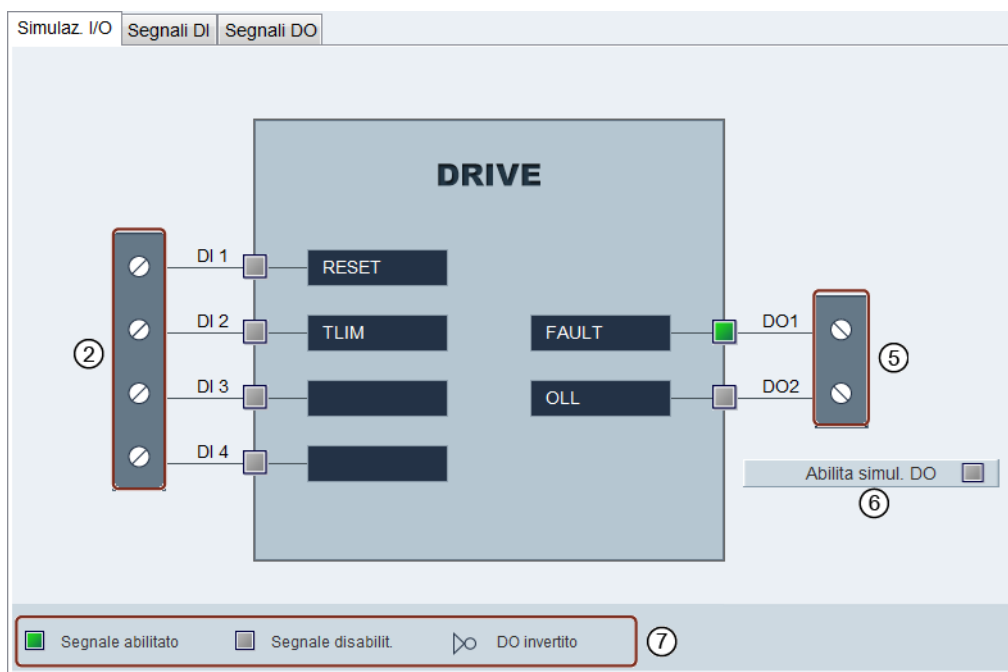 Simulaz. I/O Segnali DI Segnali DO
DRIVE
DI 1 RESET
DI 2 TLIM FAULT DO1
2 5
DI 3 OLL DO2
DI 4
Abilita simul. DO
6
Segnale abilitato Segnale disabilit. DO invertito 7